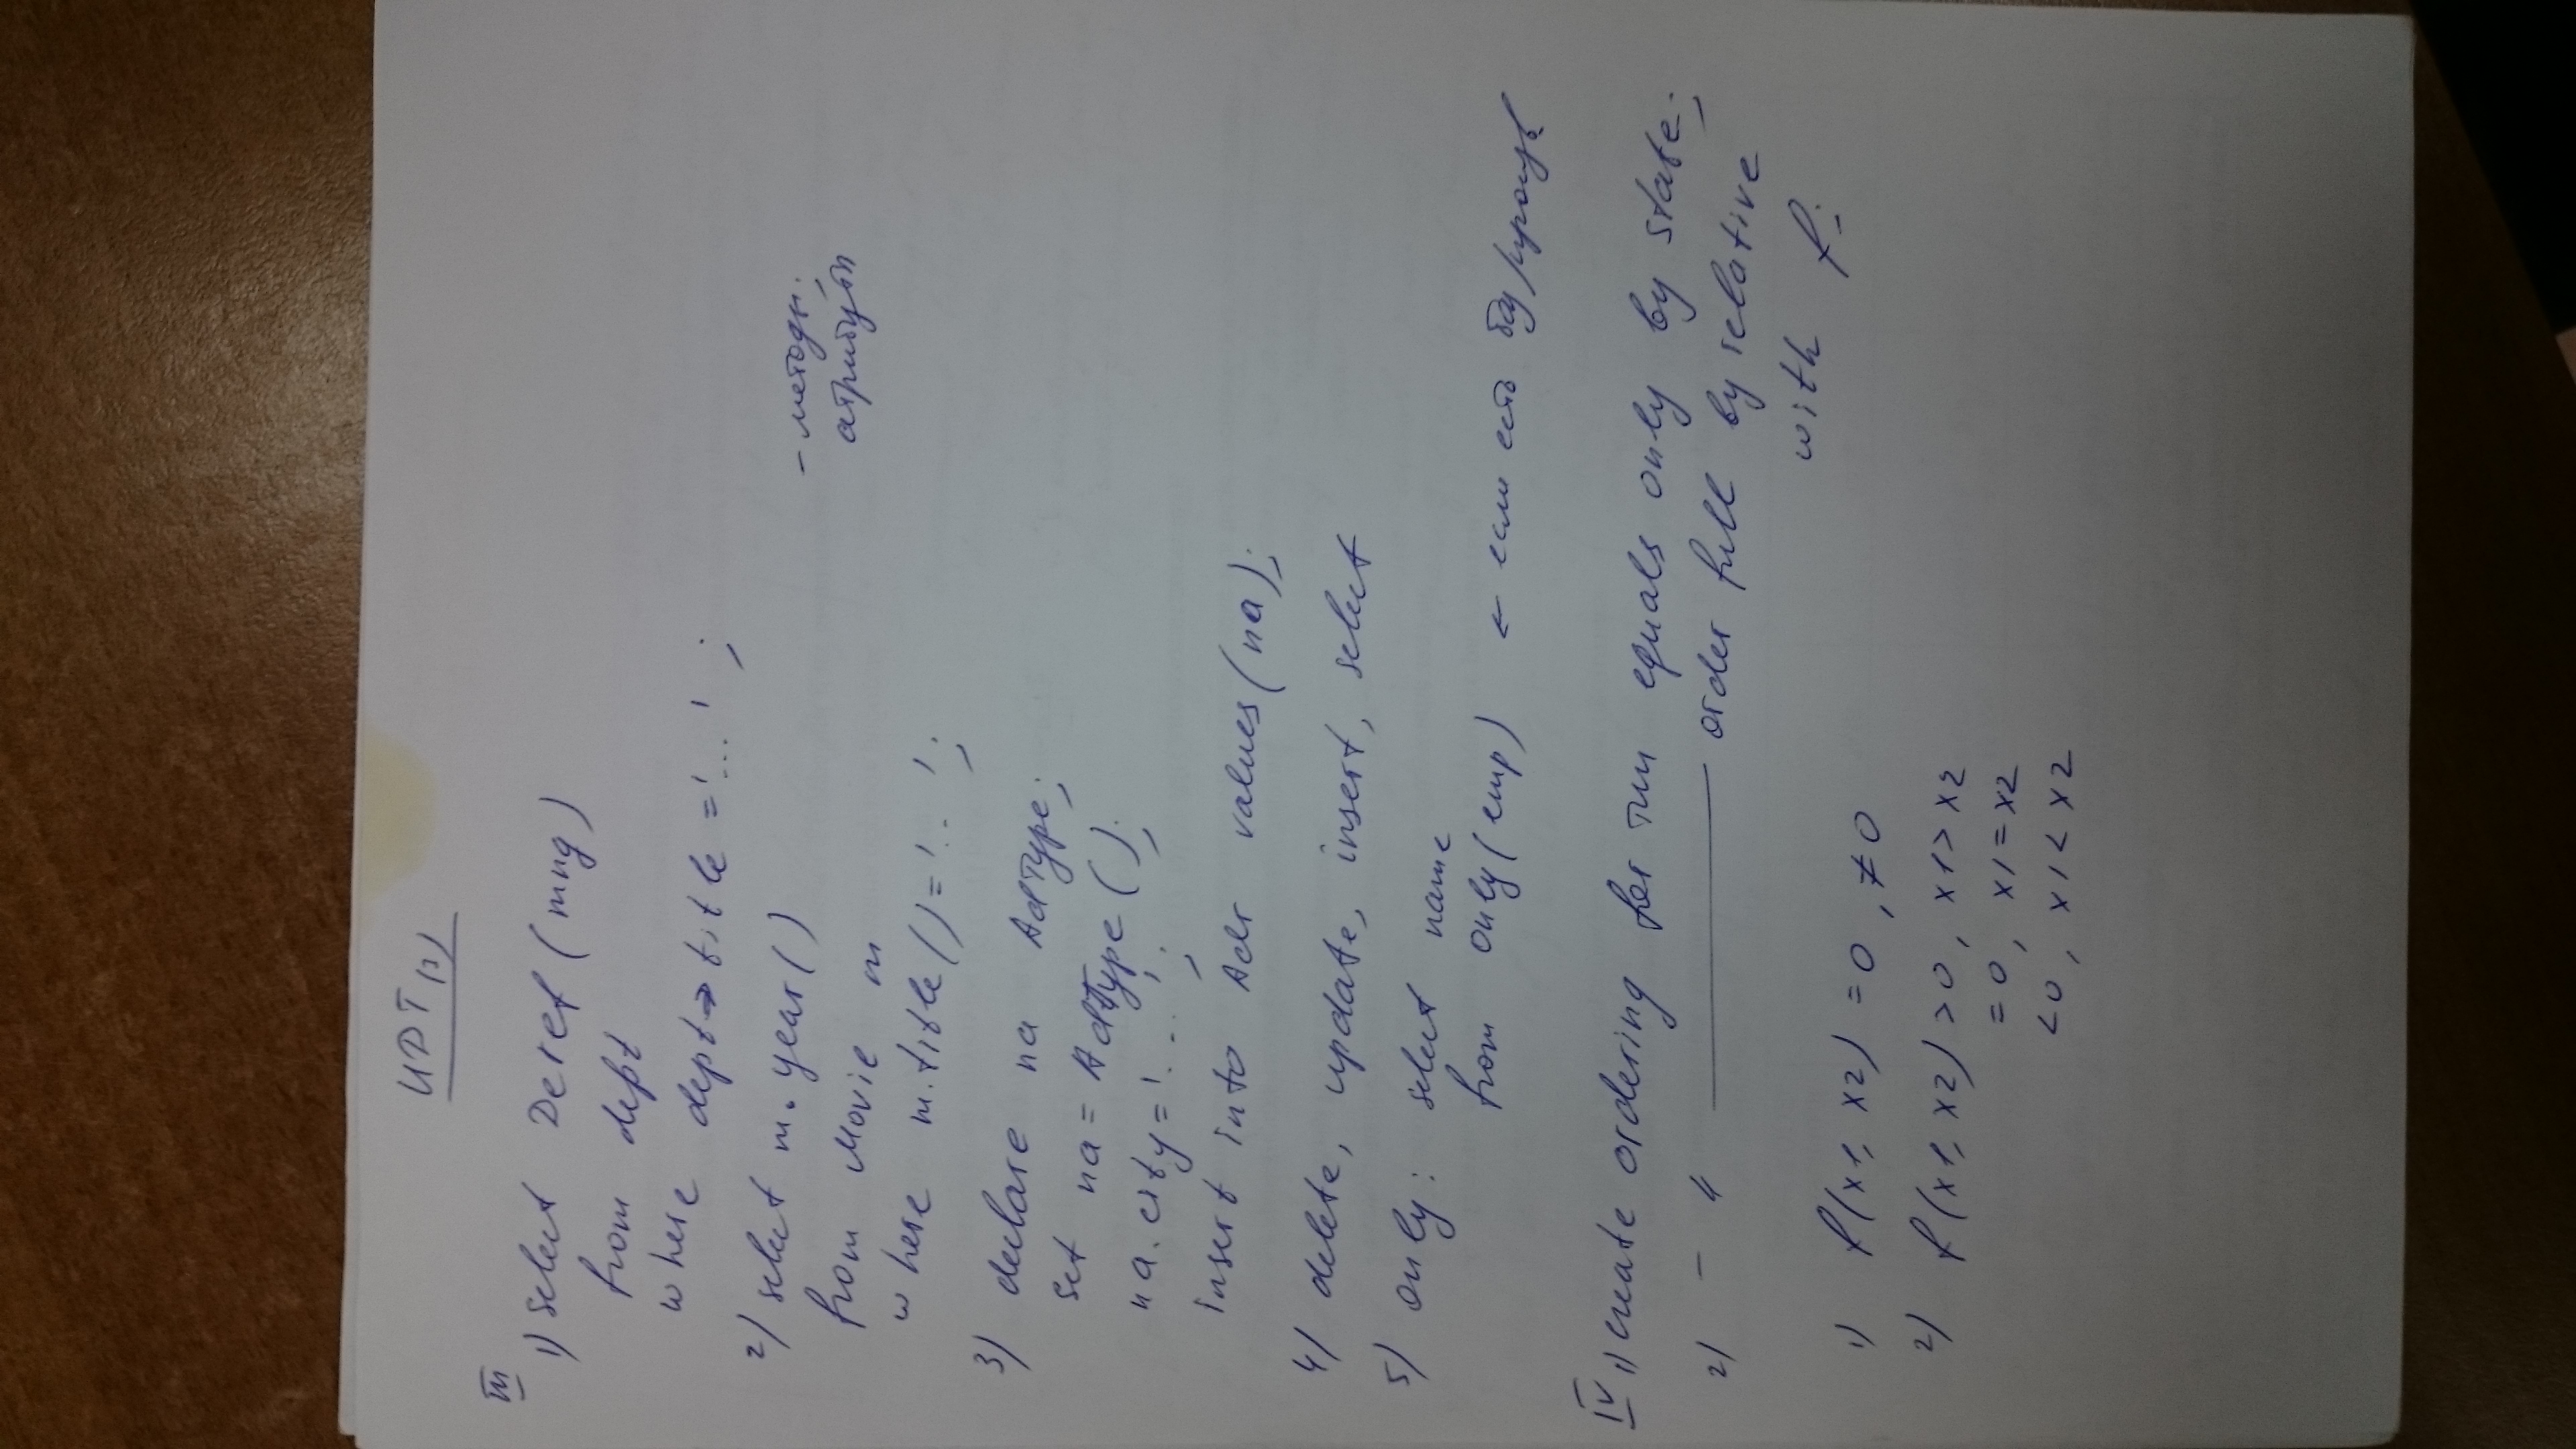 UDT (3)
III
1) select Deref (mng)
from dept
where dept→title = '...' ;
2) select m.year()
- методы;
from Movie m
атрибуты
where m.title() = '..';
3) declare na AdType;
set na = AdType();
na.city = '...';
insert into Adr values(na);
4) delete, update, insert, select
5) only: select name
from only(emp) ← если есть /произв.
IV 1) create ordering for тип equals only by state;
2) - " ——— order full by relative
with f;
1) f(x1, x2) = 0, ≠ 0
2) f(x1, x2) > 0, x1 > x2
= 0, x1 = x2
< 0, x1 < x2